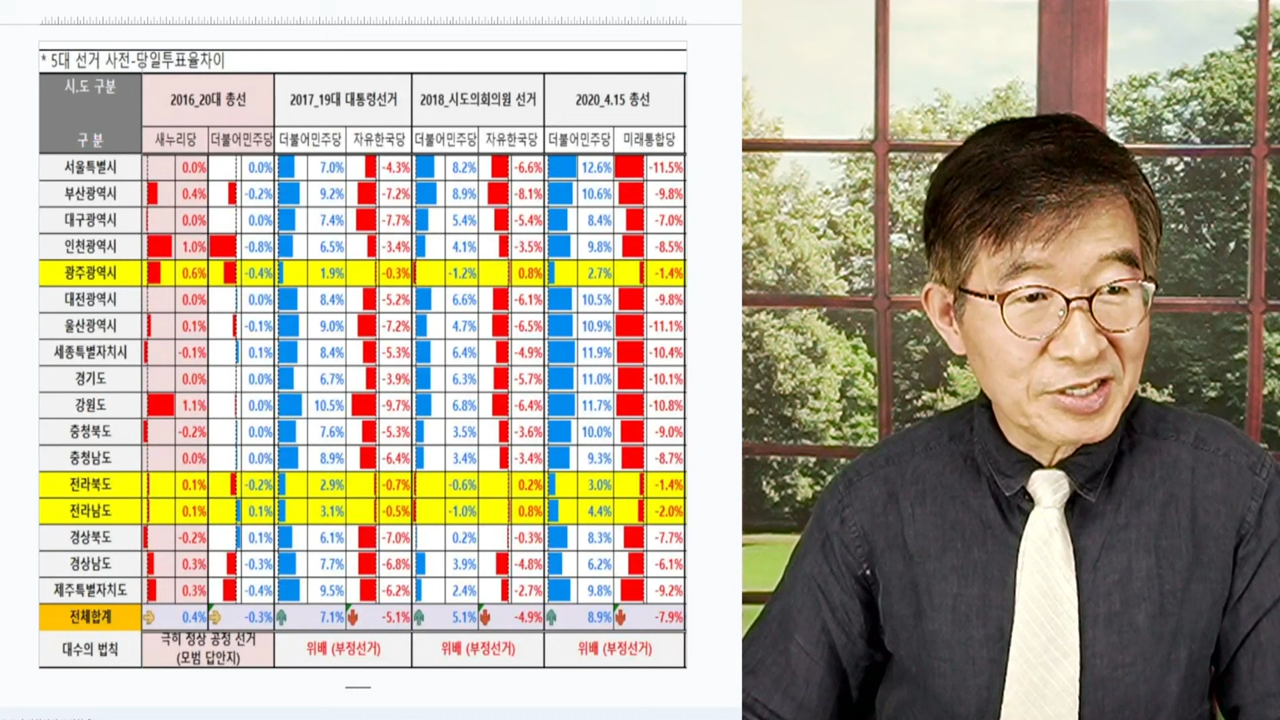 * 5대 선거 사전-당일투표율차이
시.도 구분 2016_20대 총선 2017_19대 대통령선거 2018_시도의회의원 선거 2020_4.15 총선
구 분 새누리당 더불어민주당 더불어민주당 자유한국당 더불어민주당 자유한국당 더불어민주당 미래통합당
서울특별시 0.0% 0.0% 7.0% -4.3% 8.2% -6.6% 12.6% -11.5%
부산광역시 0.4% -0.2% 9.2% -7.2% 8.9% -8.1% 10.6% -9.8%
대구광역시 0.0% 0.0% 7.4% -7.7% 5.4% -5.4% 8.4% -7.0%
인천광역시 1.0% -0.8% 6.5% -3.4% 4.1% -3.5% 9.8% -8.5%
광주광역시 0.6% -0.4% 1.9% -0.3% -1.2% 0.8% 2.7% -1.4%
대전광역시 0.0% 0.0% 8.4% -5.2% 6.6% -6.1% 10.5% -9.8%
울산광역시 0.1% -0.1% 9.0% -7.2% 4.7% -6.5% 10.9% -11.1%
세종특별자치시 -0.1% 0.1% 8.4% -5.3% 6.4% -4.9% 11.9% -10.4%
경기도 0.0% 0.0% 6.7% -3.9% 6.3% -5.7% 11.0% -10.1%
강원도 1.1% 0.0% 10.5% -9.7% 6.8% -6.4% 11.7% -10.8%
충청북도 -0.2% 0.0% 7.6% -5.3% 3.5% -3.6% 10.0% -9.0%
충청남도 0.0% 0.0% 8.9% -6.4% 3.4% -3.4% 9.3% -8.7%
전라북도 0.1% -0.2% 2.9% -0.7% -0.6% 0.2% 3.0% -1.4%
전라남도 0.1% 0.1% 3.1% -0.5% -1.0% 0.8% 4.4% -2.0%
경상북도 -0.2% 0.1% 6.1% -7.0% 0.2% -0.3% 8.3% -7.7%
경상남도 0.3% -0.3% 7.7% -6.8% 3.9% -4.8% 6.2% -6.1%
제주특별자치도 0.3% -0.4% 9.5% -6.2% 2.4% -2.7% 9.8% -9.2%
전체합계 0.4% -0.3% 7.1% -5.1% 5.1% -4.9% 8.9% -7.9%
대수의 법칙 극히 정상 공정 선거 위배 (부정선거) 위배 (부정선거) 위배 (부정선거)
(모범 답안지)